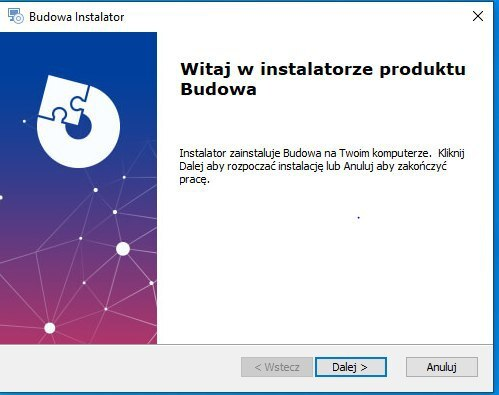 Budowa Instalator
Witaj w instalatorze produktu
Budowa
Instalator zainstaluje Budowa na Twoim komputerze. Kliknij
Dalej aby rozpocząć instalację lub Anuluj aby zakończyć
pracę.
< Wstecz
Dalej >
Anuluj